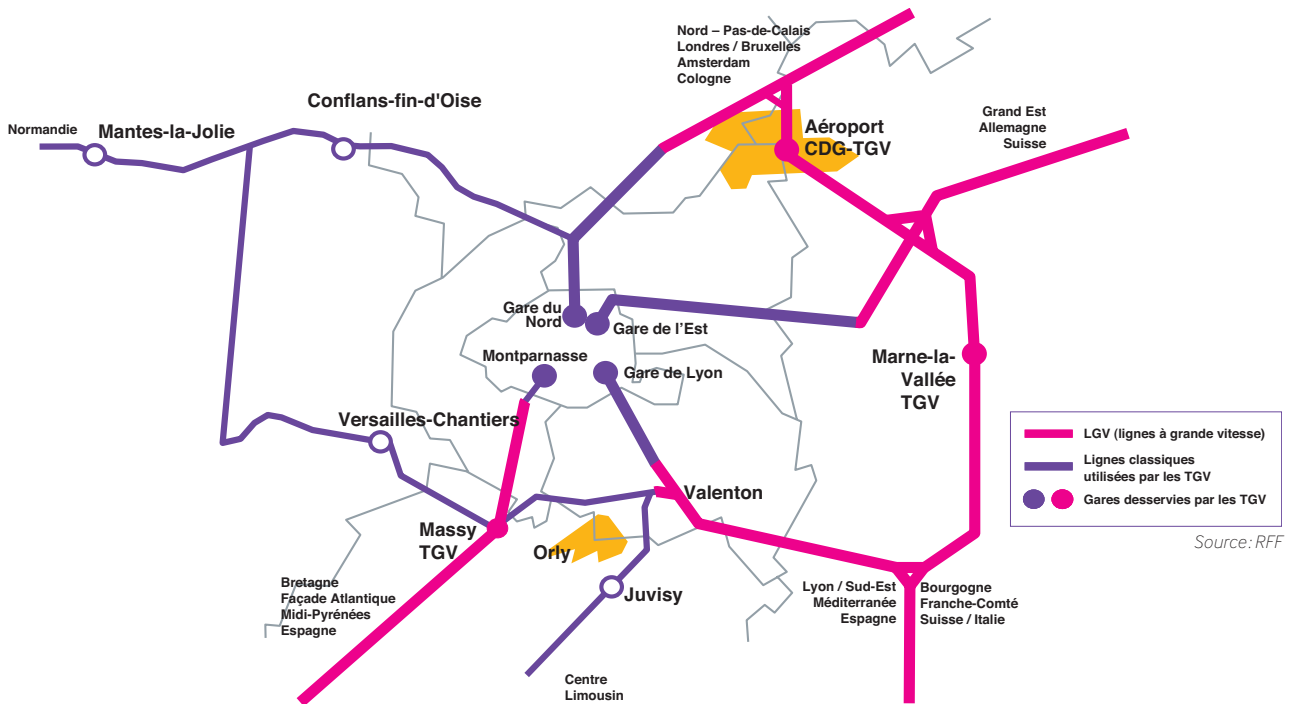 Nord – Pas-de-Calais
Londres / Bruxelles
Amsterdam
Cologne
Conflans-fin-d'Oise
Grand Est
Allemagne
Suisse
Normandie
Mantes-la-Jolie
Aéroport
CDG-TGV
Gare du
Nord
Gare de l'Est
Montparnasse
Gare de Lyon
Marne-la-
Vallée
TGV
Versailles-Chantiers
LGV (lignes à grande vitesse)
Lignes classiques
utilisées par les TGV
Gares desservies par les TGV
Source: RFF
Valenton
Massy
TGV
Orly
Bretagne
Façade Atlantique
Midi-Pyrénées
Espagne
Juvisy
Lyon / Sud-Est
Méditerranée
Espagne
Bourgogne
Franche-Comté
Suisse / Italie
Centre
Limousin